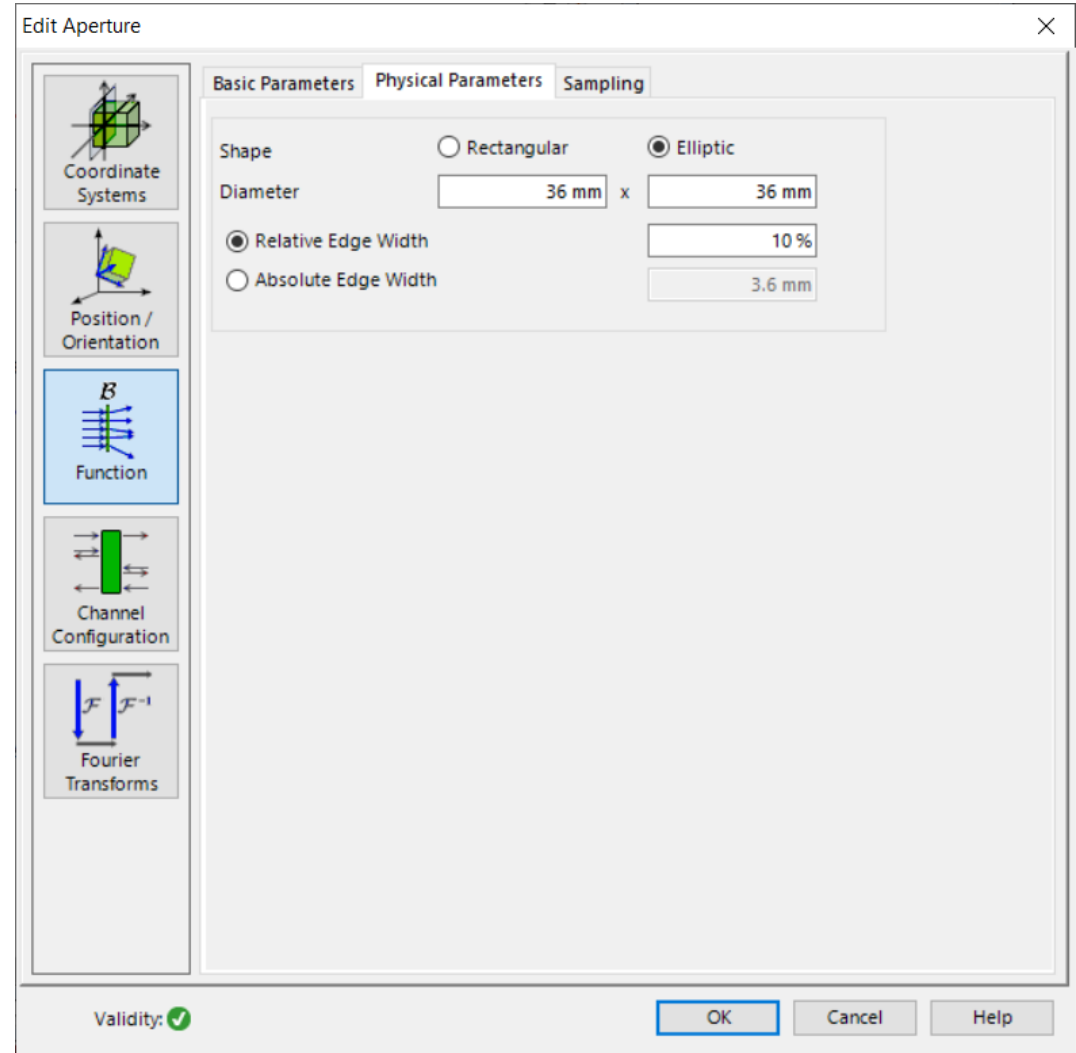 Edit Aperture
Basic Parameters Physical Parameters Sampling
Coordinate
Systems
Position /
Orientation
ℬ
Function
Channel
Configuration
ℱ ℱ⁻¹
Fourier
Transforms
Shape Rectangular Elliptic
Diameter 36 mm x 36 mm
Relative Edge Width 10 %
Absolute Edge Width 3.6 mm
Validity:
OK Cancel Help